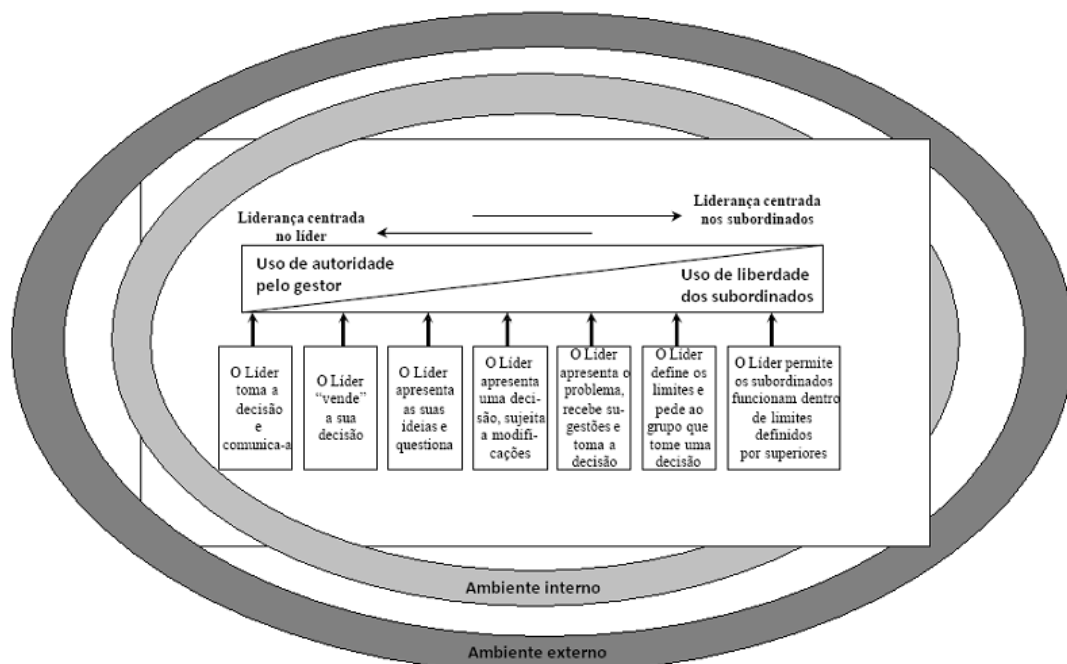 Liderança centrada
nos subordinados
Liderança centrada
no líder
Uso de autoridade
pelo gestor
Uso de liberdade
dos subordinados
O Líder
toma a
decisão
e
comunica-a
O Líder
“vende”
a sua
decisão
O Líder
apresenta
as suas
ideias e
questiona
O Líder
apresenta
uma deci-
são, sujeita
a modifi-
cações
O Líder
apresenta o
problema,
recebe su-
gestões e
toma a
decisão
O Líder
define os
limites e
pede ao
grupo que
tome uma
decisão
O Líder permite
os subordinados
funcionam dentro
de limites
definidos
por superiores
Ambiente interno
Ambiente externo